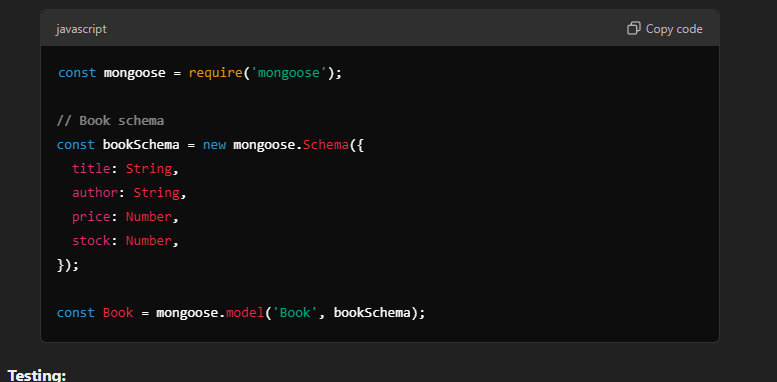 javascript
Copy code
const mongoose = require('mongoose');
// Book schema
const bookSchema = new mongoose.Schema({
  title: String,
  author: String,
  price: Number,
  stock: Number,
});
const Book = mongoose.model('Book', bookSchema);
Testing: